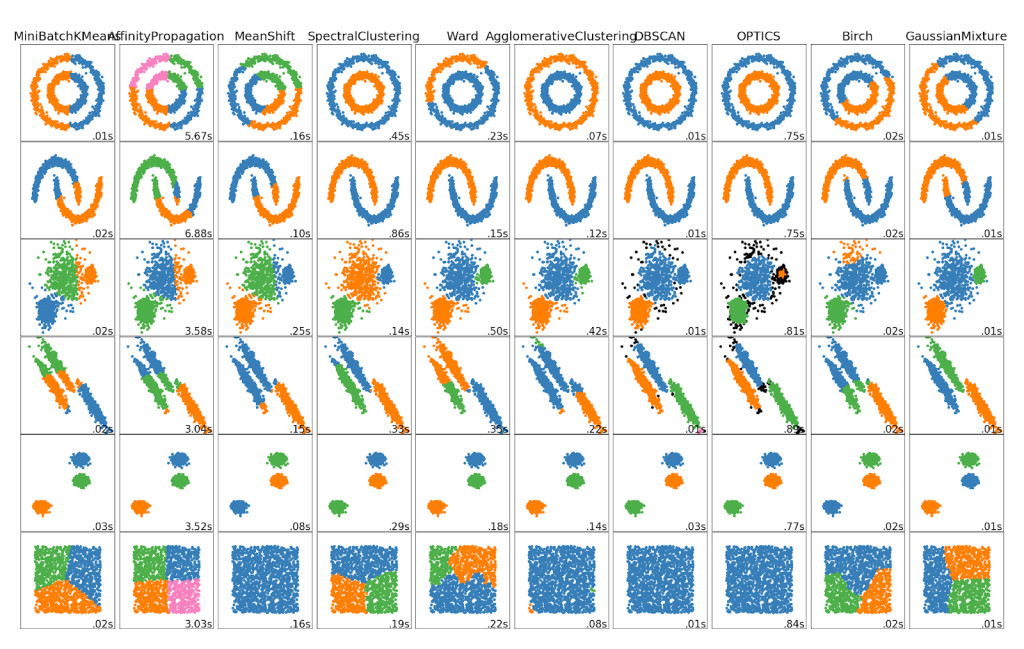 MiniBatchKMeans AffinityPropagation MeanShift SpectralClustering Ward AgglomerativeClustering DBSCAN OPTICS Birch GaussianMixture
.01s 5.67s .16s .45s .23s .07s .01s .75s .02s .01s
.02s 6.88s .10s .86s .15s .12s .01s .75s .02s .01s
.02s 3.58s .25s .14s .50s .42s .01s .81s .02s .01s
.02s 3.04s .15s .33s .35s .22s .01s .89s .02s .01s
.03s 3.52s .08s .29s .18s .14s .03s .77s .02s .01s
.02s 3.03s .16s .19s .22s .08s .01s .84s .02s .01s